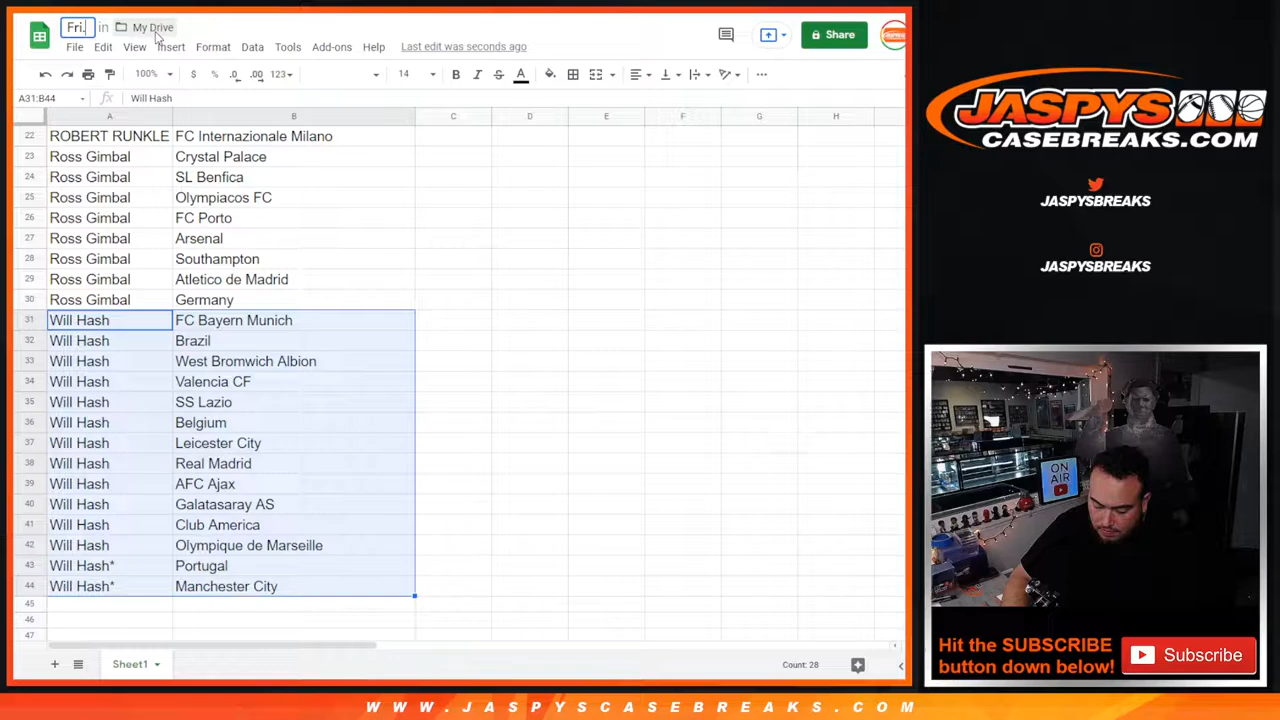 Fri. in My Drive
File Edit View Insert Format Data Tools Add-ons Help Last edit was seconds ago
Share
100% $ % .0 .00 123 14 B I S A
A31:B44 fx Will Hash
A B C D E F G H
22 ROBERT RUNKLE FC Internazionale Milano
23 Ross Gimbal Crystal Palace
24 Ross Gimbal SL Benfica
25 Ross Gimbal Olympiacos FC
26 Ross Gimbal FC Porto
27 Ross Gimbal Arsenal
28 Ross Gimbal Southampton
29 Ross Gimbal Atletico de Madrid
30 Ross Gimbal Germany
31 Will Hash FC Bayern Munich
32 Will Hash Brazil
33 Will Hash West Bromwich Albion
34 Will Hash Valencia CF
35 Will Hash SS Lazio
36 Will Hash Belgium
37 Will Hash Leicester City
38 Will Hash Real Madrid
39 Will Hash AFC Ajax
40 Will Hash Galatasaray AS
41 Will Hash Club America
42 Will Hash Olympique de Marseille
43 Will Hash* Portugal
44 Will Hash* Manchester City
45
46
47
Sheet1 Count: 28
JASPYS
CASEBREAKS.COM
JASPYSBREAKS
JASPYSBREAKS
ON
AIR
Hit the SUBSCRIBE
button down below!
Subscribe
WWW.JASPYSCASEBREAKS.COM